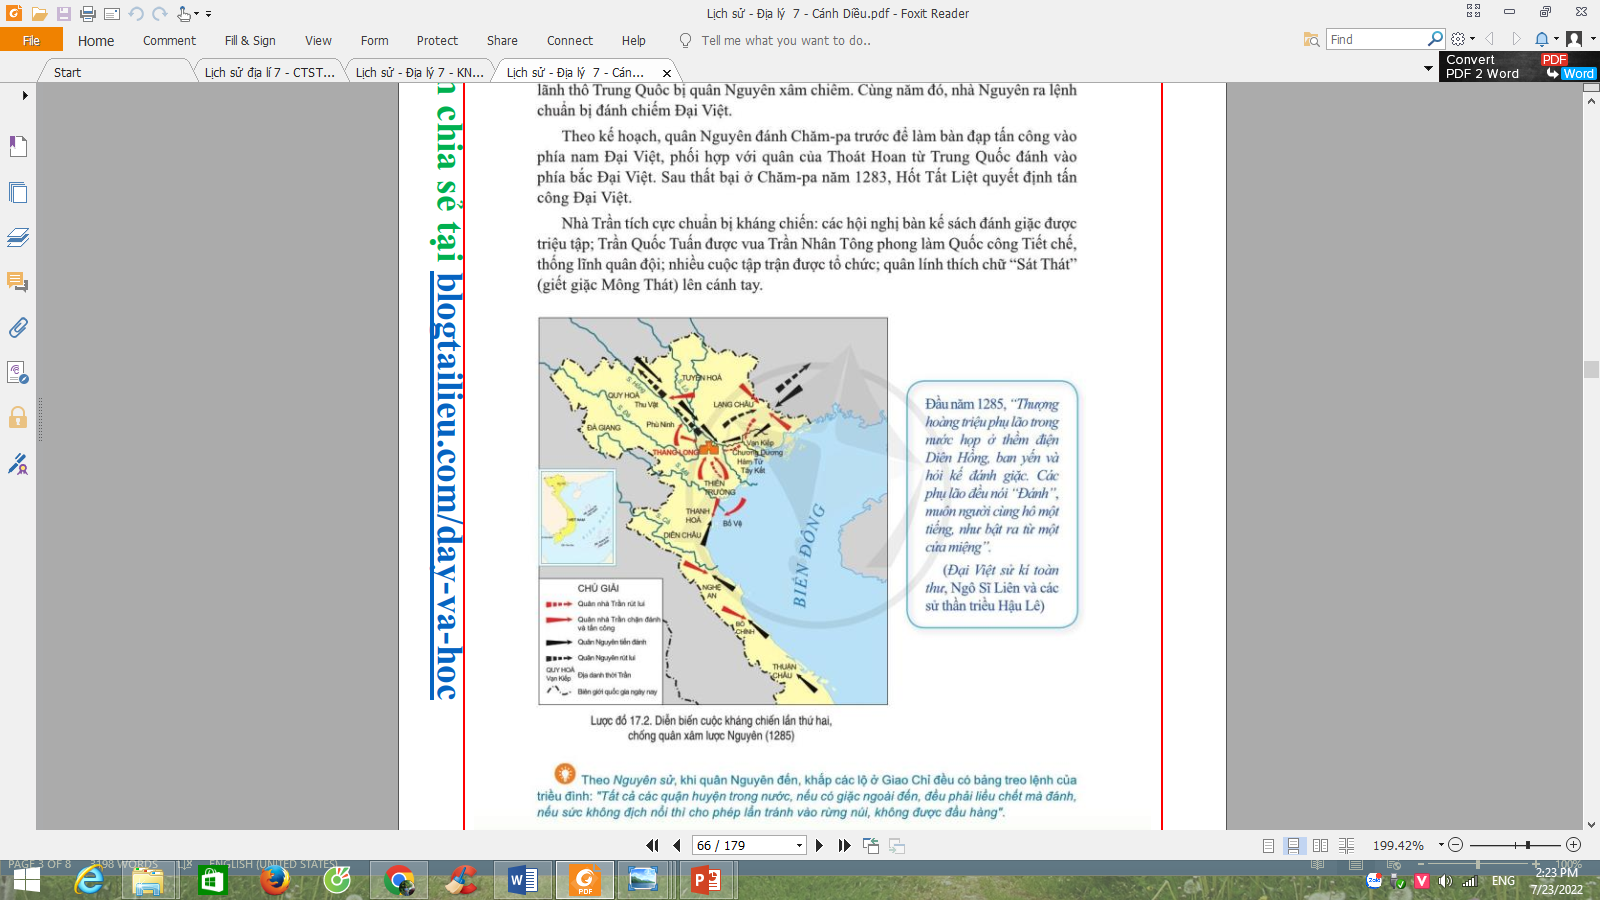 Lịch sử - Địa lý  7 - Cánh Diều.pdf - Foxit Reader
File Home Comment Fill & Sign View Form Protect Share Connect Help Tell me what you want to do.. Find
Start Lịch sử địa lí 7 - CTST... Lịch sử - Địa lý 7 - KN... Lịch sử - Địa lý  7 - Cán...
Convert PDF
PDF 2 Word Word
chia sẻ tại blogtailieu.com/day-va-hoc
lãnh thổ Trung Quốc bị quân Nguyên xâm chiếm. Cùng năm đó, nhà Nguyên ra lệnh
chuẩn bị đánh chiếm Đại Việt.
Theo kế hoạch, quân Nguyên đánh Chăm-pa trước để làm bàn đạp tấn công vào
phía nam Đại Việt, phối hợp với quân của Thoát Hoan từ Trung Quốc đánh vào
phía bắc Đại Việt. Sau thất bại ở Chăm-pa năm 1283, Hốt Tất Liệt quyết định tấn
công Đại Việt.
Nhà Trần tích cực chuẩn bị kháng chiến: các hội nghị bàn kế sách đánh giặc được
triệu tập; Trần Quốc Tuấn được vua Trần Nhân Tông phong làm Quốc công Tiết chế,
thống lĩnh quân đội; nhiều cuộc tập trận được tổ chức; quân lính thích chữ “Sát Thát”
(giết giặc Mông Thát) lên cánh tay.
TUYÊN HOÁ
S. Hồng
S. Lô
QUY HOÁ
Thu Vật
LẠNG CHÂU
S. Đà
ĐÀ GIANG
Phù Ninh
Vạn Kiếp
THĂNG LONG
Chương Dương
Hàm Tử
Tây Kết
THIÊN
TRƯỜNG
THANH
HOÁ
Bố Vệ
S. Cả
DIỄN CHÂU
BIỂN ĐÔNG
NGHỆ
AN
BỐ
CHÍNH
THUẬN
CHÂU
VIỆT NAM
CHÚ GIẢI
Quân nhà Trần rút lui
Quân nhà Trần chặn đánh
và tấn công
Quân Nguyên tiến đánh
Quân Nguyên rút lui
QUY HOÁ
Vạn Kiếp Địa danh thời Trần
Biên giới quốc gia ngày nay
Lược đồ 17.2. Diễn biến cuộc kháng chiến lần thứ hai,
chống quân xâm lược Nguyên (1285)
Đầu năm 1285, “Thượng
hoàng triệu phụ lão trong
nước họp ở thềm điện
Diên Hồng, ban yến và
hỏi kế đánh giặc. Các
phụ lão đều nói “Đánh”,
muôn người cùng hô một
tiếng, như bật ra từ một
cửa miệng”.
(Đại Việt sử kí toàn
thư, Ngô Sĩ Liên và các
sử thần triều Hậu Lê)
Theo Nguyên sử, khi quân Nguyên đến, khắp các lộ ở Giao Chỉ đều có bảng treo lệnh của
triều đình: "Tất cả các quận huyện trong nước, nếu có giặc ngoài đến, đều phải liều chết mà đánh,
nếu sức không địch nổi thì cho phép lẩn tránh vào rừng núi, không được đầu hàng".
66 / 179 199.42%
PAGE 3 OF 8 3198 WORDS ENGLISH (UNITED STATES) 100%
ENG 2:23 PM
7/23/2022